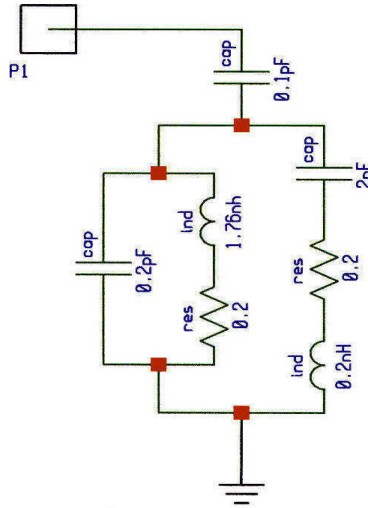 P1
cap
0.1pF
cap
2pF
cap
0.2pF
ind
1.76nh
res
0.2
res
0.2
ind
0.2nH